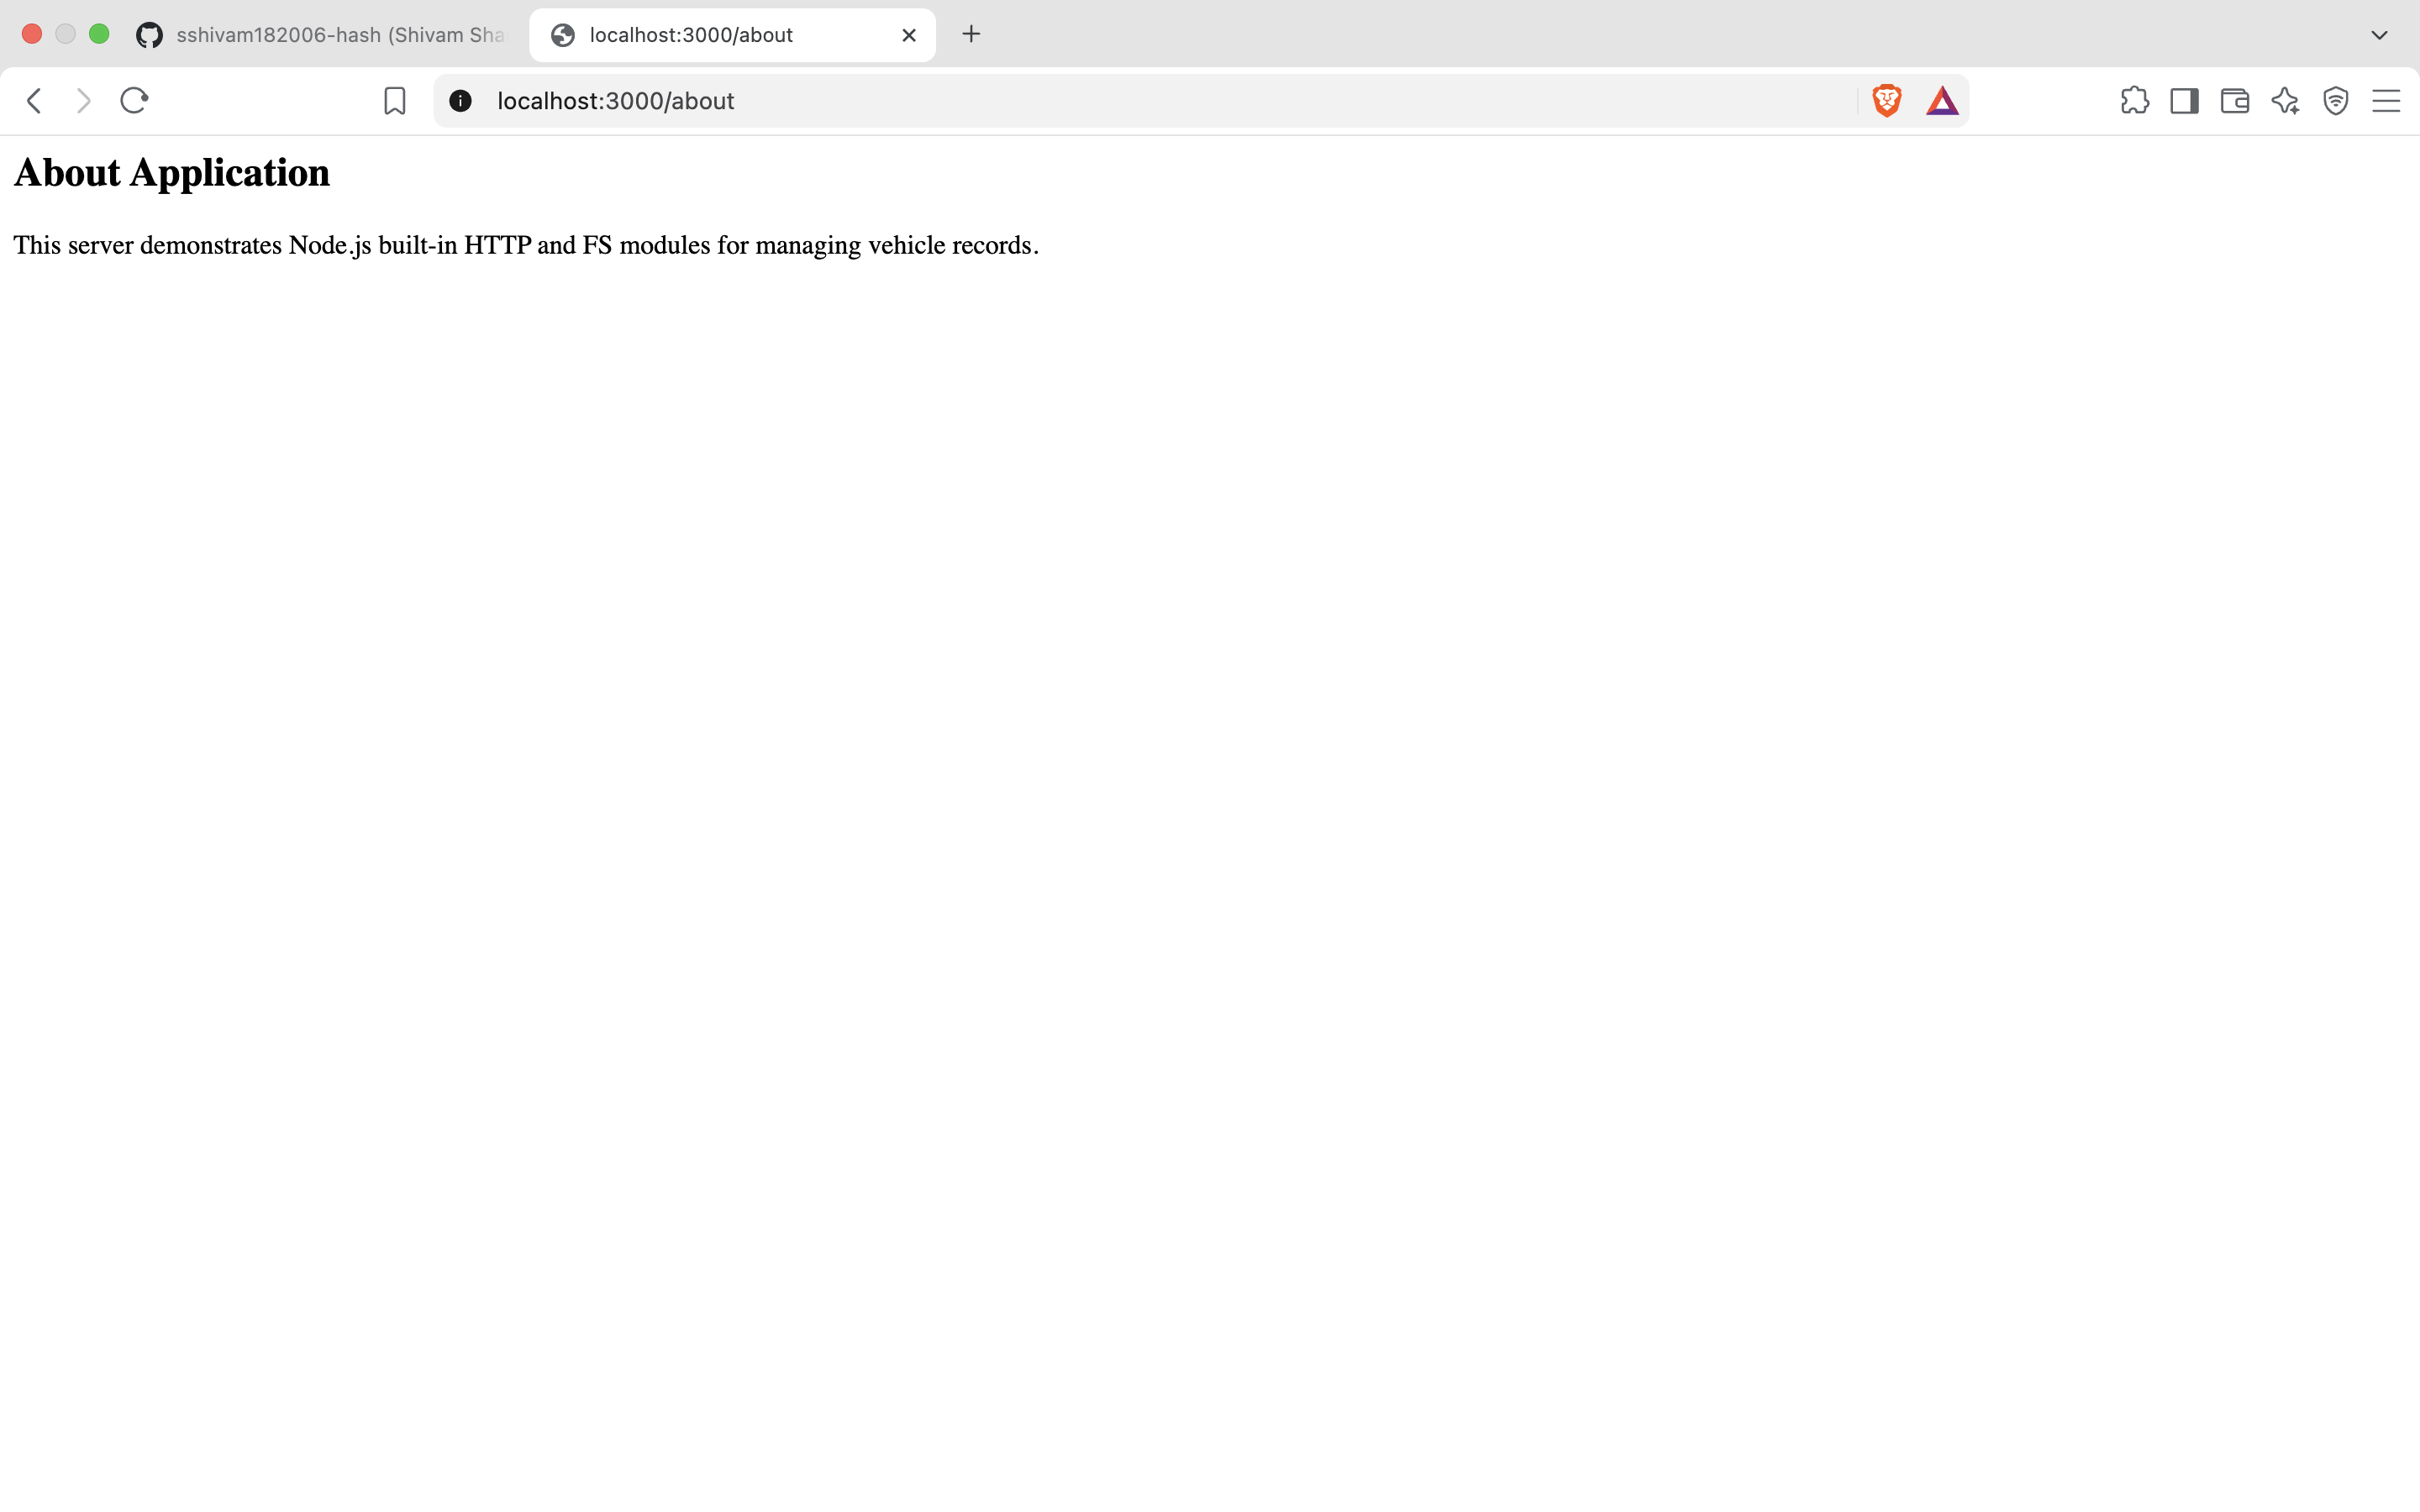 sshivam182006-hash (Shivam Sha
localhost:3000/about
localhost:3000/about
About Application
This server demonstrates Node.js built-in HTTP and FS modules for managing vehicle records.